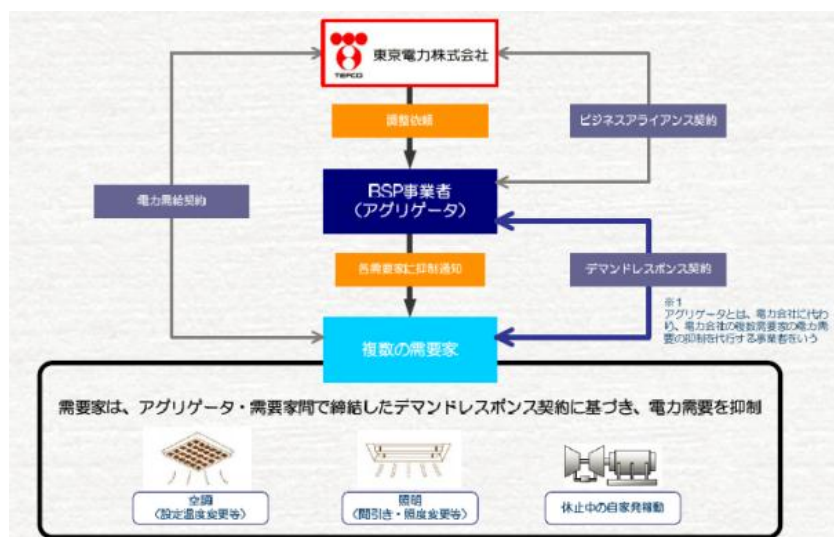 TEPCO
東京電力株式会社
調整依頼
ビジネスアライアンス契約
電力需給契約
BSP事業者
(アグリゲータ)
各需要家に抑制通知
デマンドレスポンス契約
※1
アグリゲータとは、電力会社に代わ
り、電力会社の複数需要家の電力需
要の抑制を代行する事業者をいう
複数の需要家
需要家は、アグリゲータ・需要家間で締結したデマンドレスポンス契約に基づき、電力需要を抑制
空調
(設定温度変更等)
照明
(間引き・照度変更等)
休止中の自家発稼動